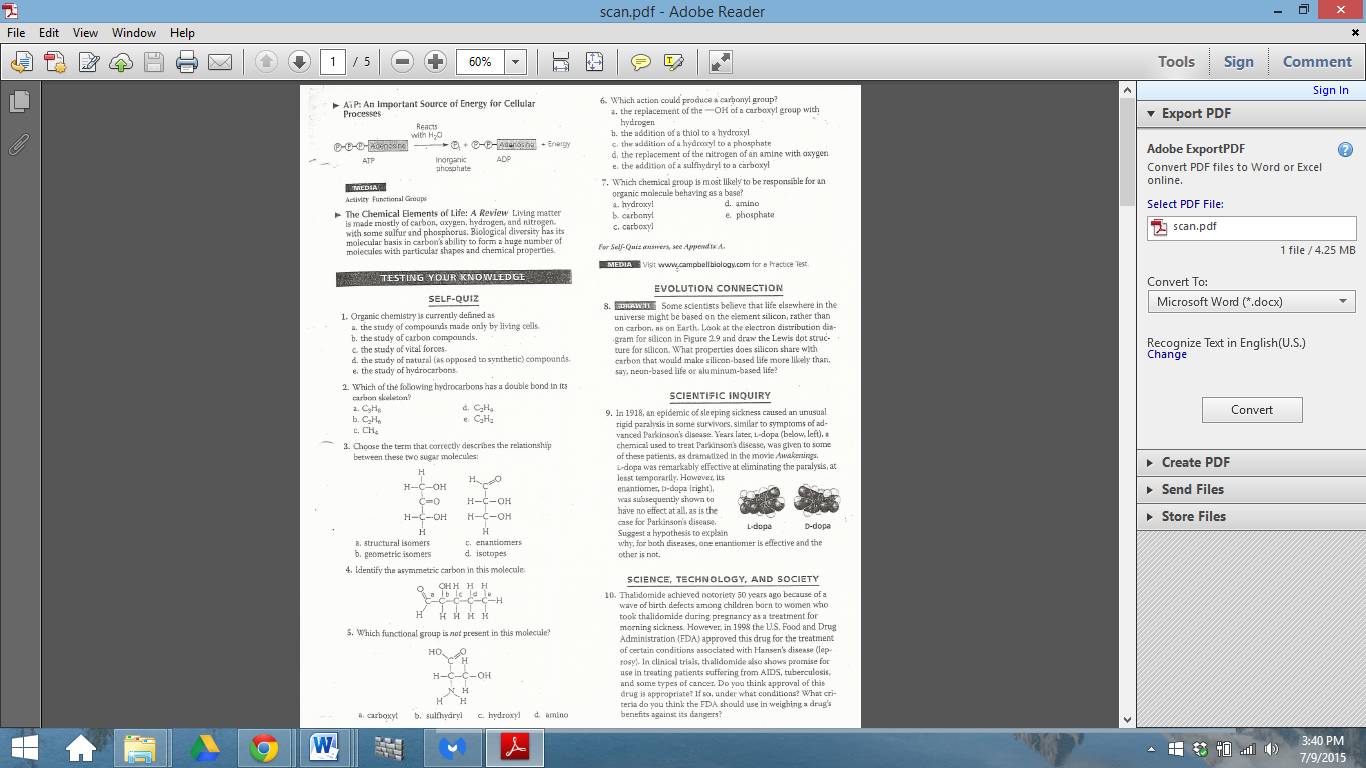 scan.pdf - Adobe Reader
File Edit View Window Help
1 / 5
60%
Tools Sign Comment
ATP: An Important Source of Energy for Cellular
Processes
Reacts
with H2O
P P P Adenosine
P i + P P Adenosine + Energy
ATP
Inorganic
phosphate
ADP
MEDIA
Activity Functional Groups
The Chemical Elements of Life: A Review Living matter
is made mostly of carbon, oxygen, hydrogen, and nitrogen,
with some sulfur and phosphorus. Biological diversity has its
molecular basis in carbon's ability to form a huge number of
molecules with particular shapes and chemical properties.
TESTING YOUR KNOWLEDGE
SELF-QUIZ
1. Organic chemistry is currently defined as
a. the study of compounds made only by living cells.
b. the study of carbon compounds.
c. the study of vital forces.
d. the study of natural (as opposed to synthetic) compounds.
e. the study of hydrocarbons.
2. Which of the following hydrocarbons has a double bond in its
carbon skeleton?
a. C3H8 d. C2H4
b. C2H6 e. C2H2
c. CH4
3. Choose the term that correctly describes the relationship
between these two sugar molecules:
H
H—C—OH
C=O
H—C—OH
H
H O
C
H—C—OH
H—C—OH
H
a. structural isomers c. enantiomers
b. geometric isomers d. isotopes
4. Identify the asymmetric carbon in this molecule:
O OH H H H
a b c d e
C—C—C—C—C—H
H H H H H
5. Which functional group is not present in this molecule?
HO O
C H
H—C—C—OH
N H
H H
a. carboxyl b. sulfhydryl c. hydroxyl d. amino
6. Which action could produce a carbonyl group?
a. the replacement of the —OH of a carboxyl group with
hydrogen
b. the addition of a thiol to a hydroxyl
c. the addition of a hydroxyl to a phosphate
d. the replacement of the nitrogen of an amine with oxygen
e. the addition of a sulfhydryl to a carboxyl
7. Which chemical group is most likely to be responsible for an
organic molecule behaving as a base?
a. hydroxyl d. amino
b. carbonyl e. phosphate
c. carboxyl
For Self-Quiz answers, see Appendix A.
MEDIA Visit www.campbellbiology.com for a Practice Test.
EVOLUTION CONNECTION
8. DRAW IT Some scientists believe that life elsewhere in the
universe might be based on the element silicon, rather than
on carbon, as on Earth. Look at the electron distribution dia-
gram for silicon in Figure 2.9 and draw the Lewis dot struc-
ture for silicon. What properties does silicon share with
carbon that would make silicon-based life more likely than,
say, neon-based life or aluminum-based life?
SCIENTIFIC INQUIRY
9. In 1918, an epidemic of sleeping sickness caused an unusual
rigid paralysis in some survivors, similar to symptoms of ad-
vanced Parkinson's disease. Years later, L-dopa (below, left), a
chemical used to treat Parkinson's disease, was given to some
of these patients, as dramatized in the movie Awakenings.
L-dopa was remarkably effective at eliminating the paralysis, at
least temporarily. However, its
enantiomer, D-dopa (right),
was subsequently shown to
have no effect at all, as is the
case for Parkinson's disease.
Suggest a hypothesis to explain
why, for both diseases, one enantiomer is effective and the
other is not.
L-dopa D-dopa
SCIENCE, TECHNOLOGY, AND SOCIETY
10. Thalidomide achieved notoriety 50 years ago because of a
wave of birth defects among children born to women who
took thalidomide during pregnancy as a treatment for
morning sickness. However, in 1998 the U.S. Food and Drug
Administration (FDA) approved this drug for the treatment
of certain conditions associated with Hansen's disease (lep-
rosy). In clinical trials, thalidomide also shows promise for
use in treating patients suffering from AIDS, tuberculosis,
and some types of cancer. Do you think approval of this
drug is appropriate? If so, under what conditions? What cri-
teria do you think the FDA should use in weighing a drug's
benefits against its dangers?
Sign In
Export PDF
Adobe ExportPDF
Convert PDF files to Word or Excel
online.
Select PDF File:
scan.pdf
1 file / 4.25 MB
Convert To:
Microsoft Word (*.docx)
Recognize Text in English(U.S.)
Change
Convert
Create PDF
Send Files
Store Files
3:40 PM
7/9/2015